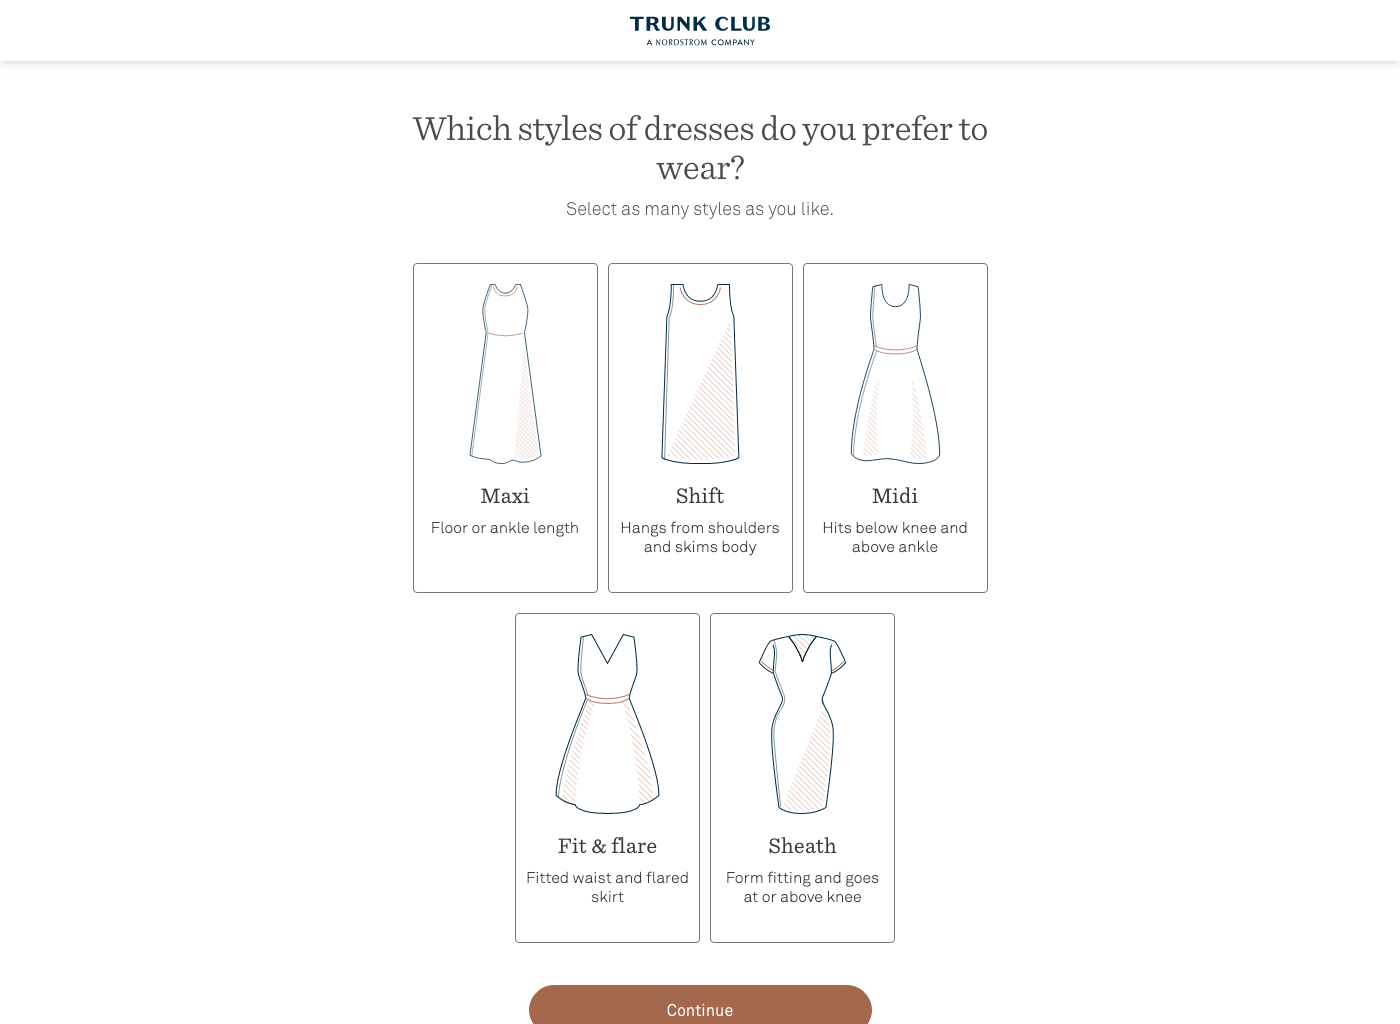 TRUNK CLUB
A NORDSTROM COMPANY
Which styles of dresses do you prefer to
wear?
Select as many styles as you like.
Maxi
Floor or ankle length
Shift
Hangs from shoulders
and skims body
Midi
Hits below knee and
above ankle
Fit & flare
Fitted waist and flared
skirt
Sheath
Form fitting and goes
at or above knee
Continue